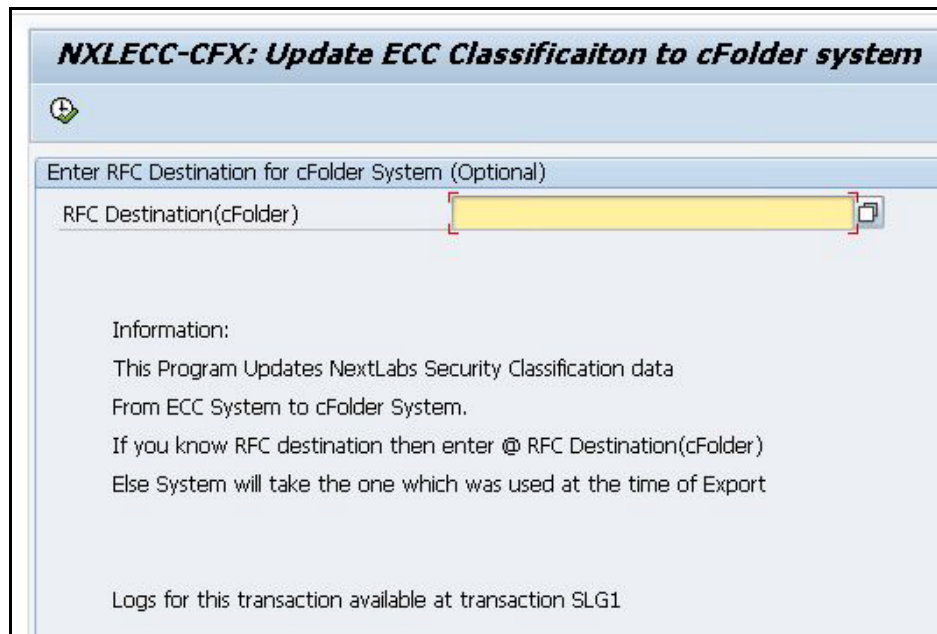 NXLECC-CFX: Update ECC Classificaiton to cFolder system
Enter RFC Destination for cFolder System (Optional)
RFC Destination(cFolder)
Information:
This Program Updates NextLabs Security Classification data
From ECC System to cFolder System.
If you know RFC destination then enter @ RFC Destination(cFolder)
Else System will take the one which was used at the time of Export
Logs for this transaction available at transaction SLG1